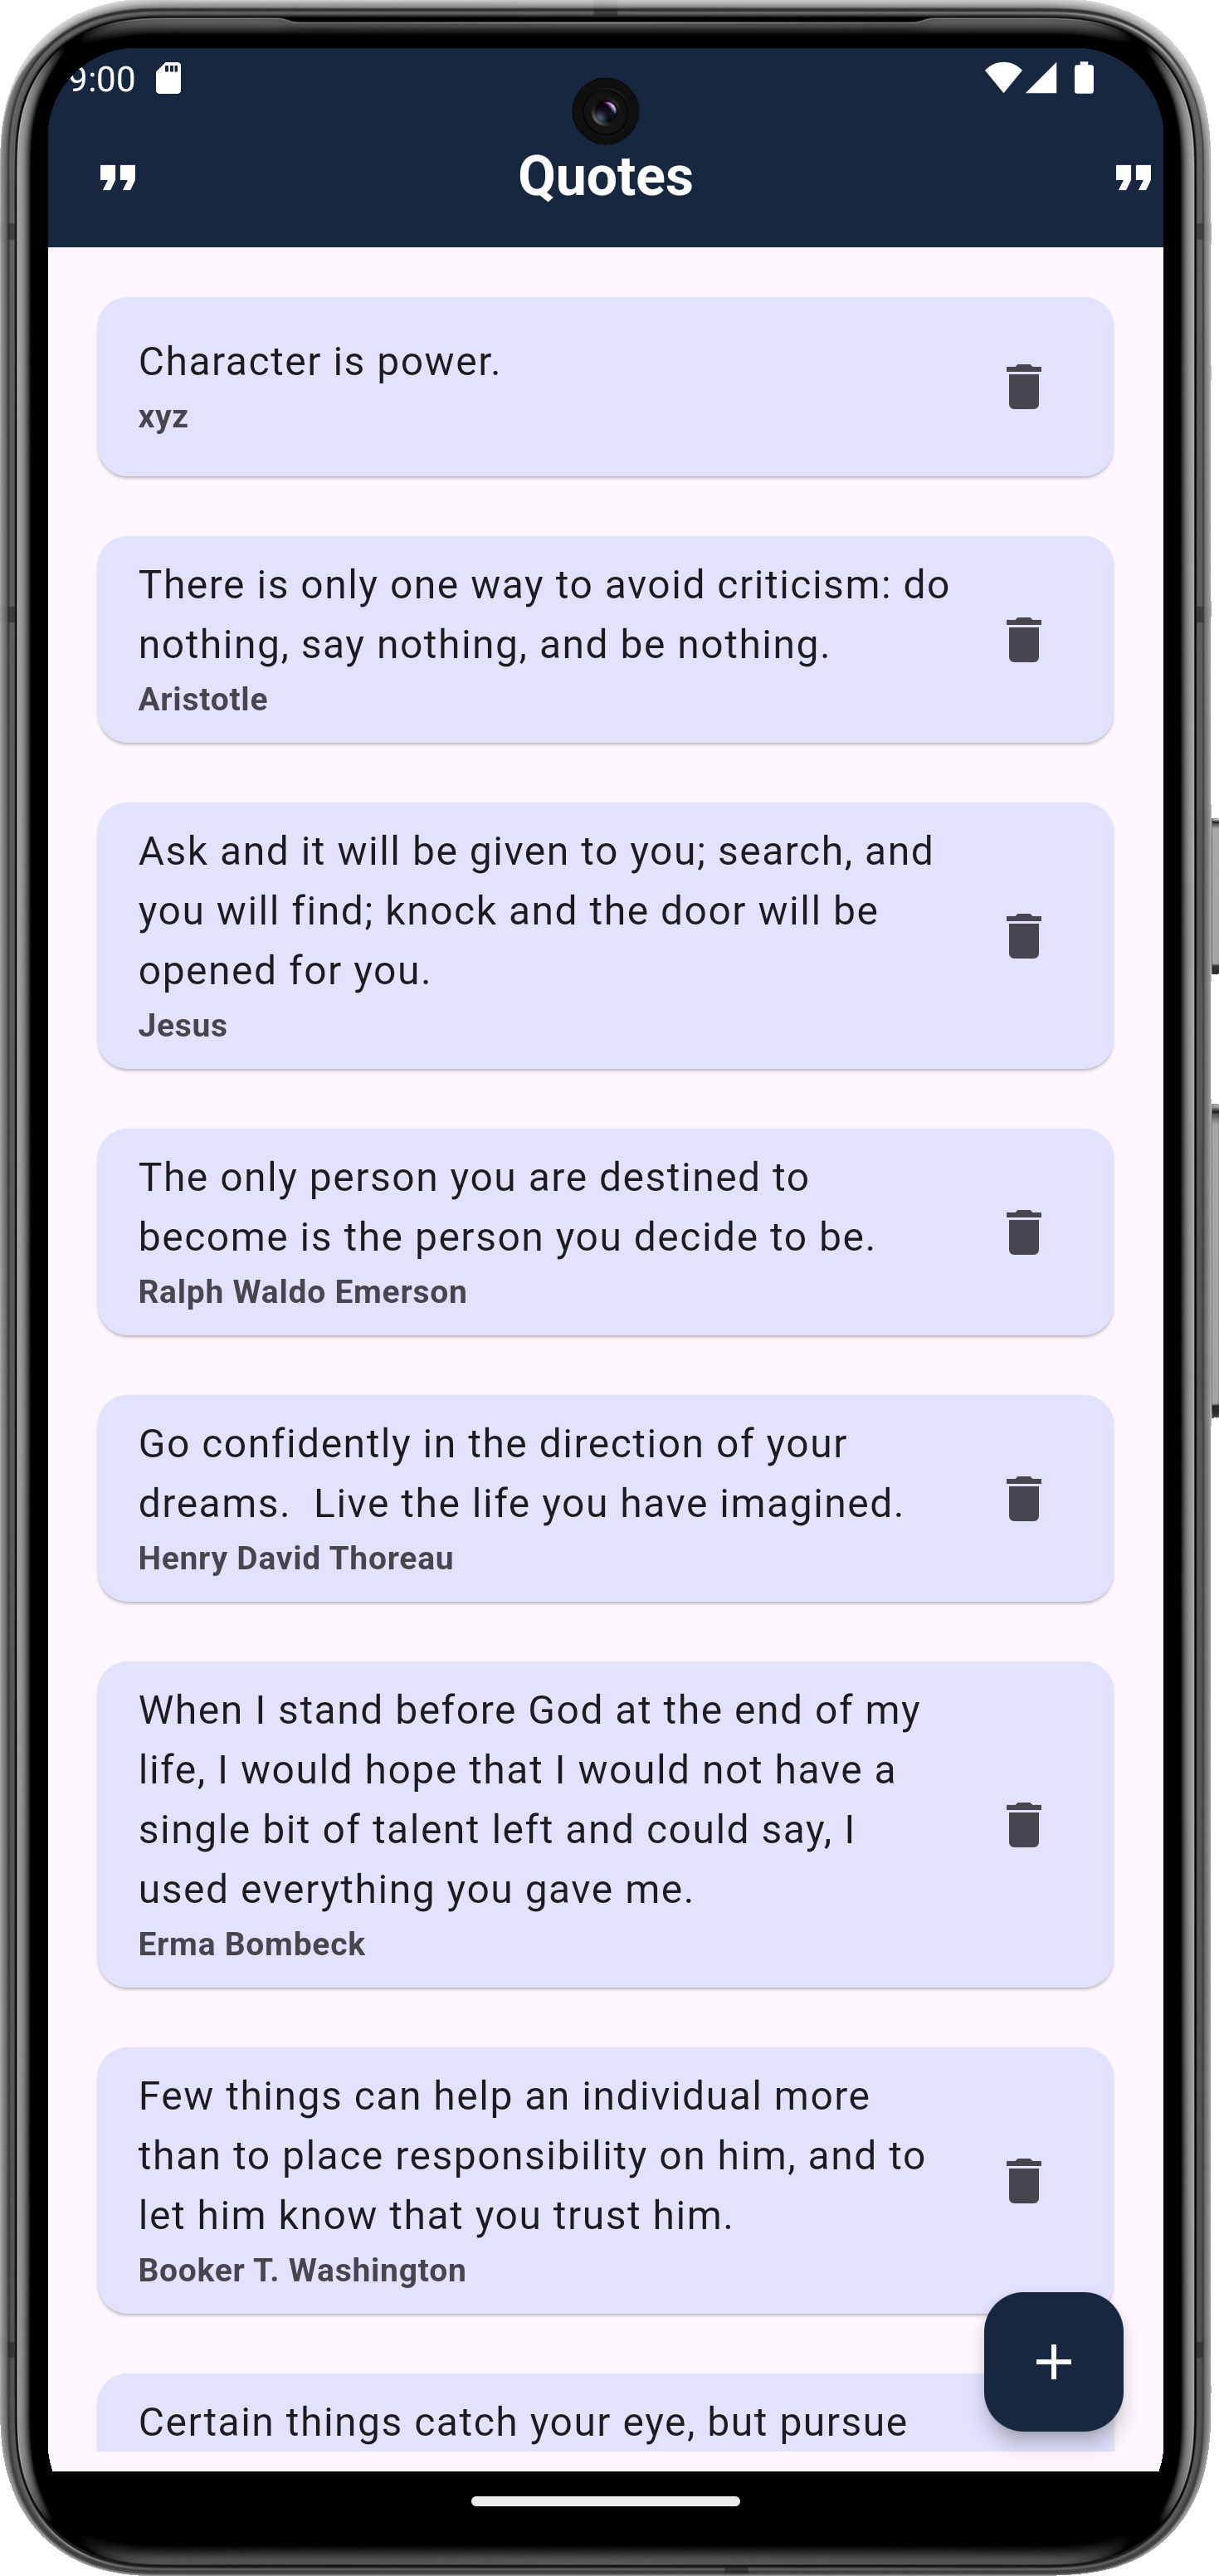 9:00
Quotes
Character is power.
xyz
There is only one way to avoid criticism: do
nothing, say nothing, and be nothing.
Aristotle
Ask and it will be given to you; search, and
you will find; knock and the door will be
opened for you.
Jesus
The only person you are destined to
become is the person you decide to be.
Ralph Waldo Emerson
Go confidently in the direction of your
dreams.  Live the life you have imagined.
Henry David Thoreau
When I stand before God at the end of my
life, I would hope that I would not have a
single bit of talent left and could say, I
used everything you gave me.
Erma Bombeck
Few things can help an individual more
than to place responsibility on him, and to
let him know that you trust him.
Booker T. Washington
Certain things catch your eye, but pursue